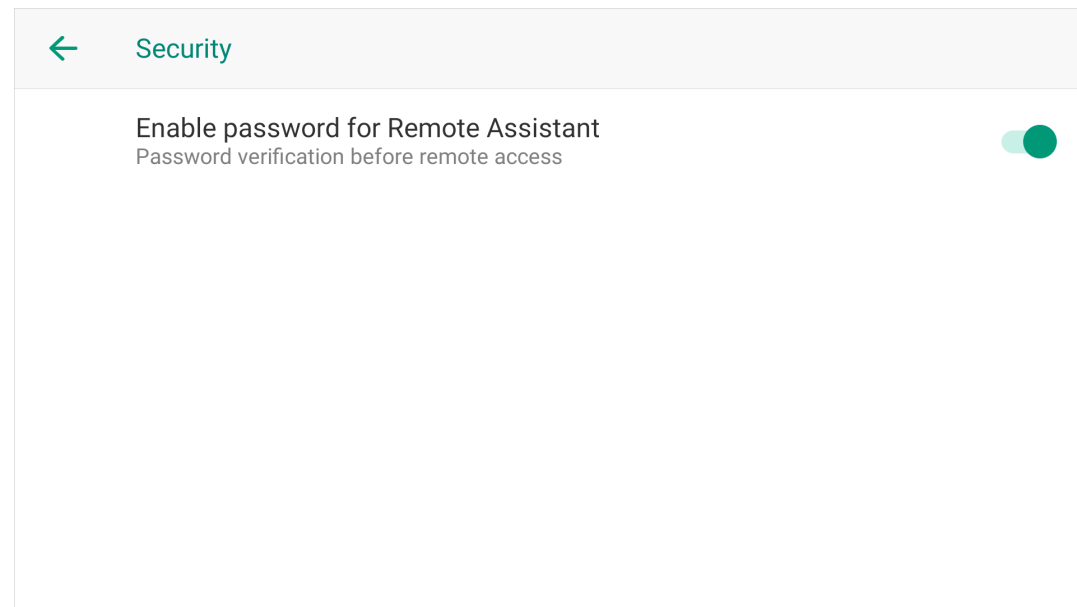 Security
Enable password for Remote Assistant
Password verification before remote access